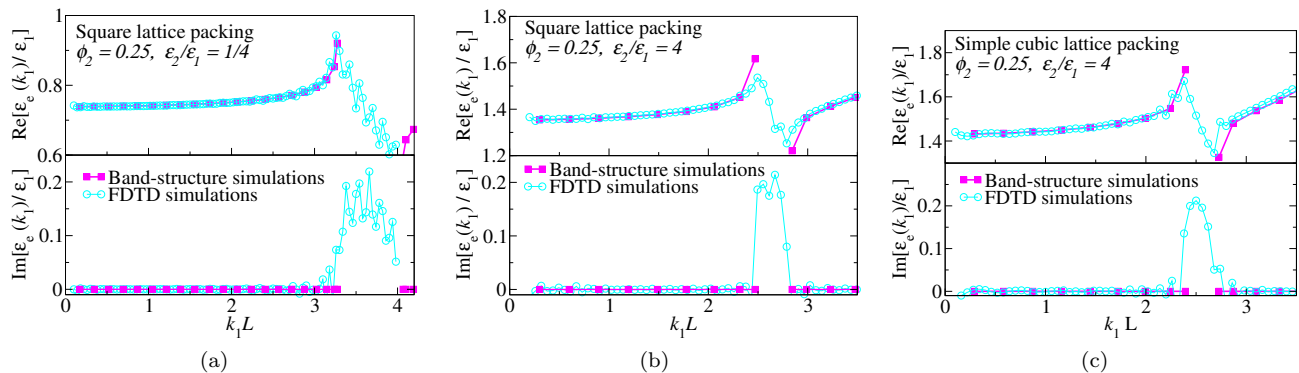 Square lattice packing
ϕ₂ = 0.25, ε₂/ε₁ = 1/4
Re[εₑ(k₁)/ ε₁]
1
0.8
0.6
Band-structure simulations
FDTD simulations
Im[εₑ(k₁)/ ε₁]
0.2
0.1
0
0 1 2 3 4
k₁L
(a)
Square lattice packing
ϕ₂ = 0.25, ε₂/ε₁ = 4
Re[εₑ(k₁) / ε₁]
1.8
1.6
1.4
1.2
Band-structure simulations
FDTD simulations
Im[εₑ(k₁) / ε₁]
0.2
0.1
0
0 1 2 3
k₁L
(b)
Simple cubic lattice packing
ϕ₂ = 0.25, ε₂/ε₁ = 4
Re[εₑ(k₁)/ε₁]
1.8
1.6
1.4
Band-structure simulations
FDTD simulations
Im[εₑ(k₁)/ε₁]
0.2
0.1
0
0 1 2 3
k₁ L
(c)